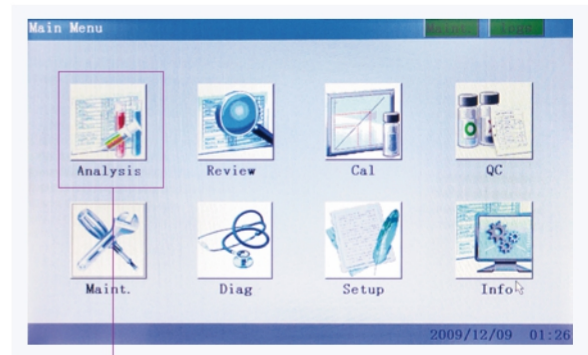 Main Menu
Analysis Review Cal QC
Maint. Diag Setup Info
2009/12/09 01:26